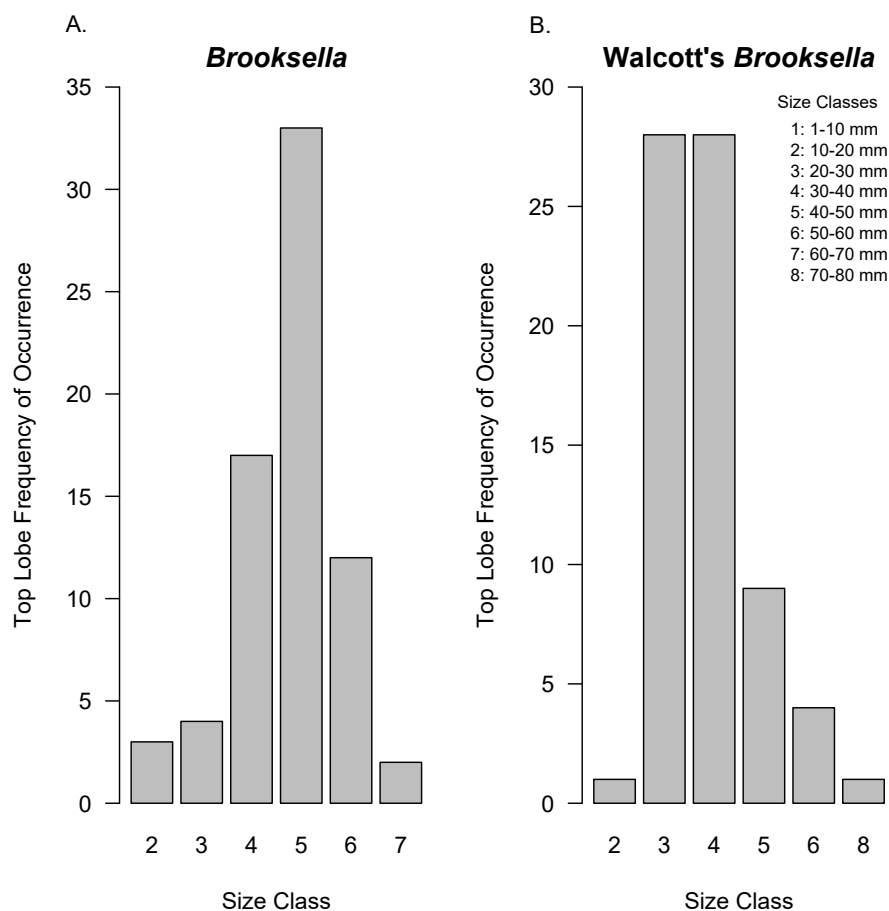 A.
Brooksella
35
30
25
20
15
10
5
0
Top Lobe Frequency of Occurrence
2 3 4 5 6 7
Size Class
B.
Walcott's Brooksella
Size Classes
1: 1-10 mm
2: 10-20 mm
3: 20-30 mm
4: 30-40 mm
5: 40-50 mm
6: 50-60 mm
7: 60-70 mm
8: 70-80 mm
30
25
20
15
10
5
0
Top Lobe Frequency of Occurrence
2 3 4 5 6 8
Size Class